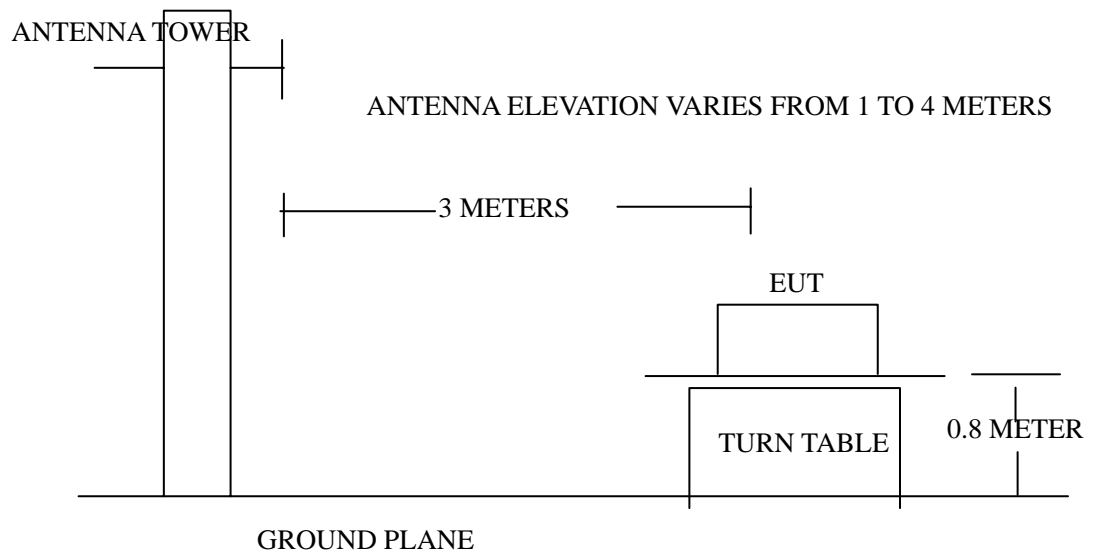 ANTENNA TOWER
ANTENNA ELEVATION VARIES FROM 1 TO 4 METERS
3 METERS
EUT
TURN TABLE
0.8 METER
GROUND PLANE